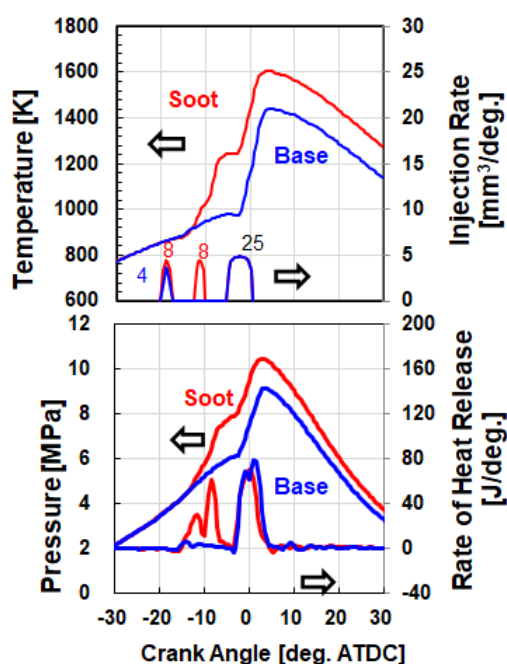 1800
1600
1400
1200
1000
800
600
Temperature [K]
Soot
Base
8
8
4
25
30
25
20
15
10
5
0
Injection Rate
[mm³/deg.]
12
10
8
6
4
2
0
Pressure [MPa]
Soot
Base
200
160
120
80
40
0
-40
Rate of Heat Release
[J/deg.]
-30 -20 -10 0 10 20 30
Crank Angle [deg. ATDC]